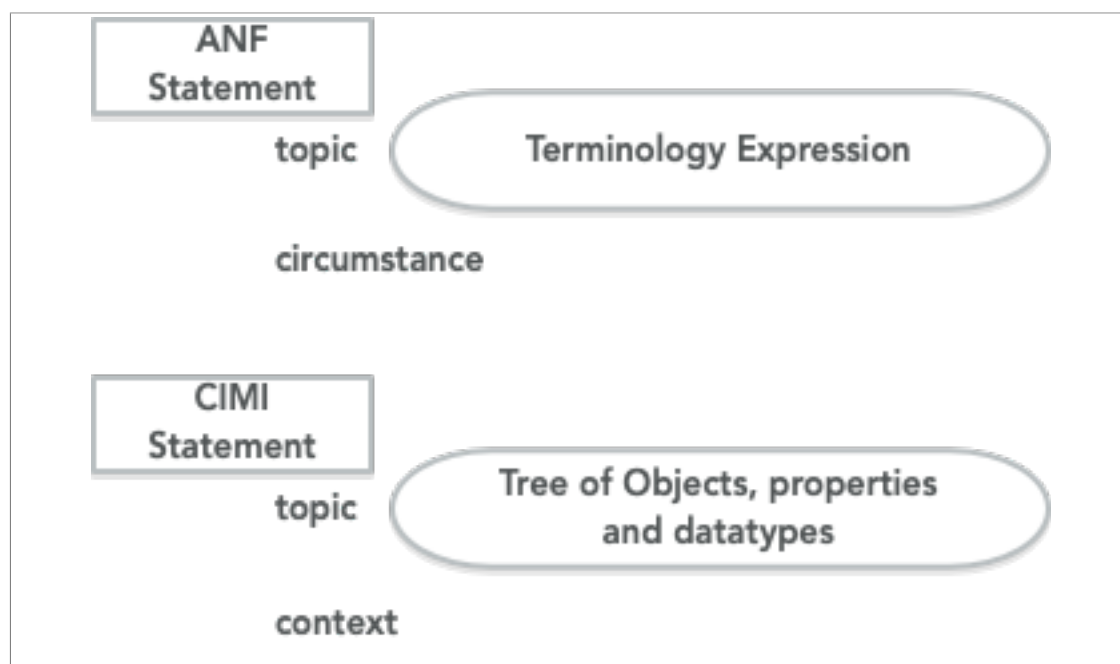 ANF
Statement
topic
Terminology Expression
circumstance
CIMI
Statement
topic
Tree of Objects, properties
and datatypes
context